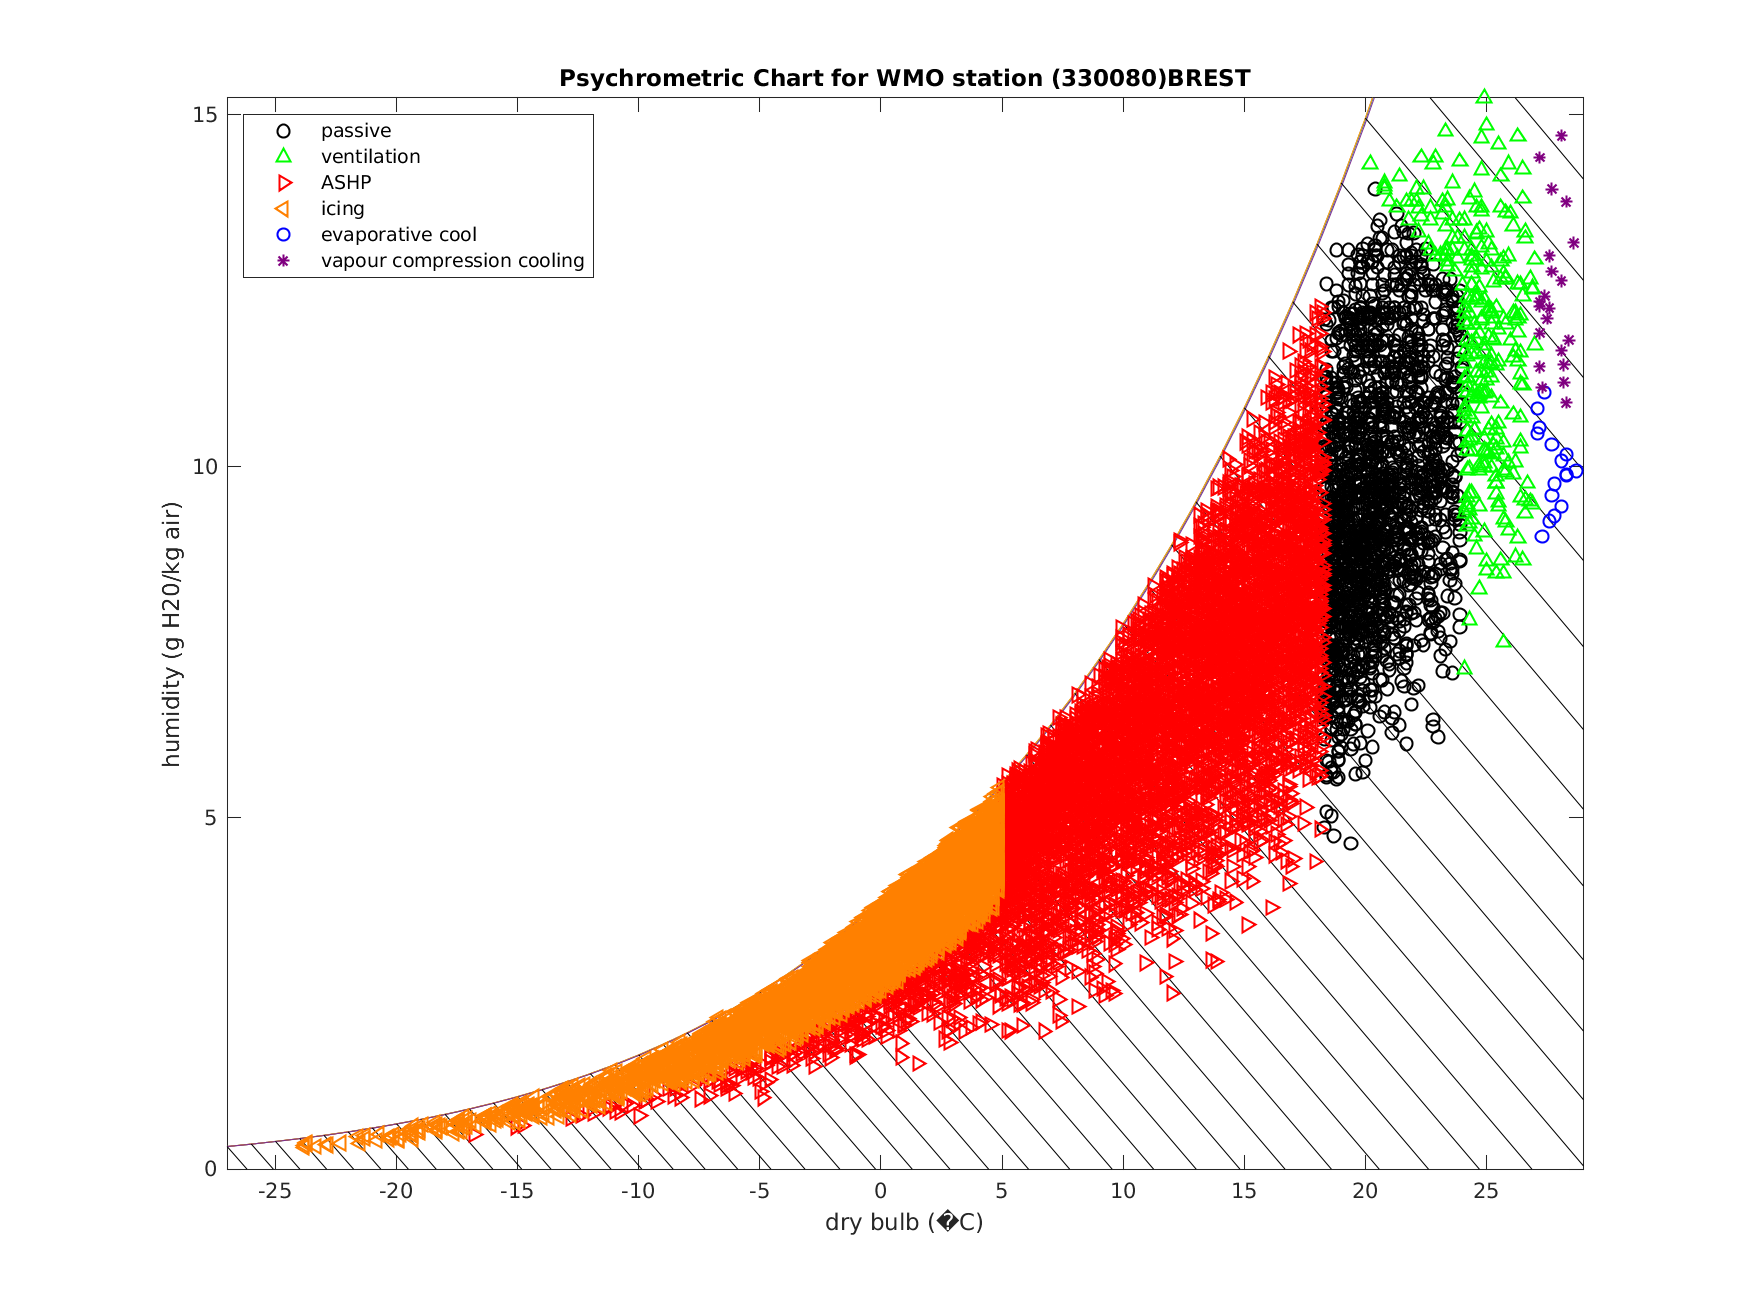 Psychrometric Chart for WMO station (330080)BREST
passive
ventilation
ASHP
icing
evaporative cool
vapour compression cooling
humidity (g H20/kg air)
15
10
5
0
-25 -20 -15 -10 -5 0 5 10 15 20 25
dry bulb (�C)